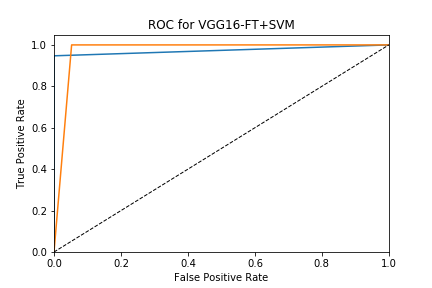 ROC for VGG16-FT+SVM
1.0
0.8
0.6
0.4
0.2
0.0
True Positive Rate
0.0 0.2 0.4 0.6 0.8 1.0
False Positive Rate